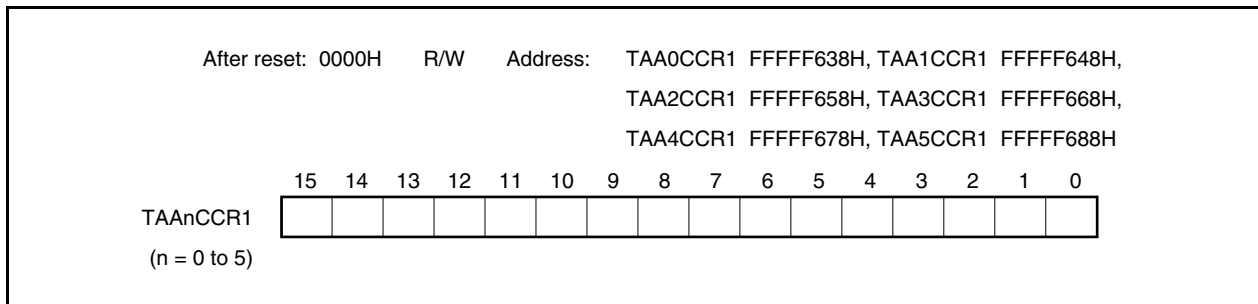 After reset: 0000H R/W Address: TAA0CCR1 FFFFF638H, TAA1CCR1 FFFFF648H,
TAA2CCR1 FFFFF658H, TAA3CCR1 FFFFF668H,
TAA4CCR1 FFFFF678H, TAA5CCR1 FFFFF688H
15 14 13 12 11 10 9 8 7 6 5 4 3 2 1 0
TAAnCCR1
(n = 0 to 5)